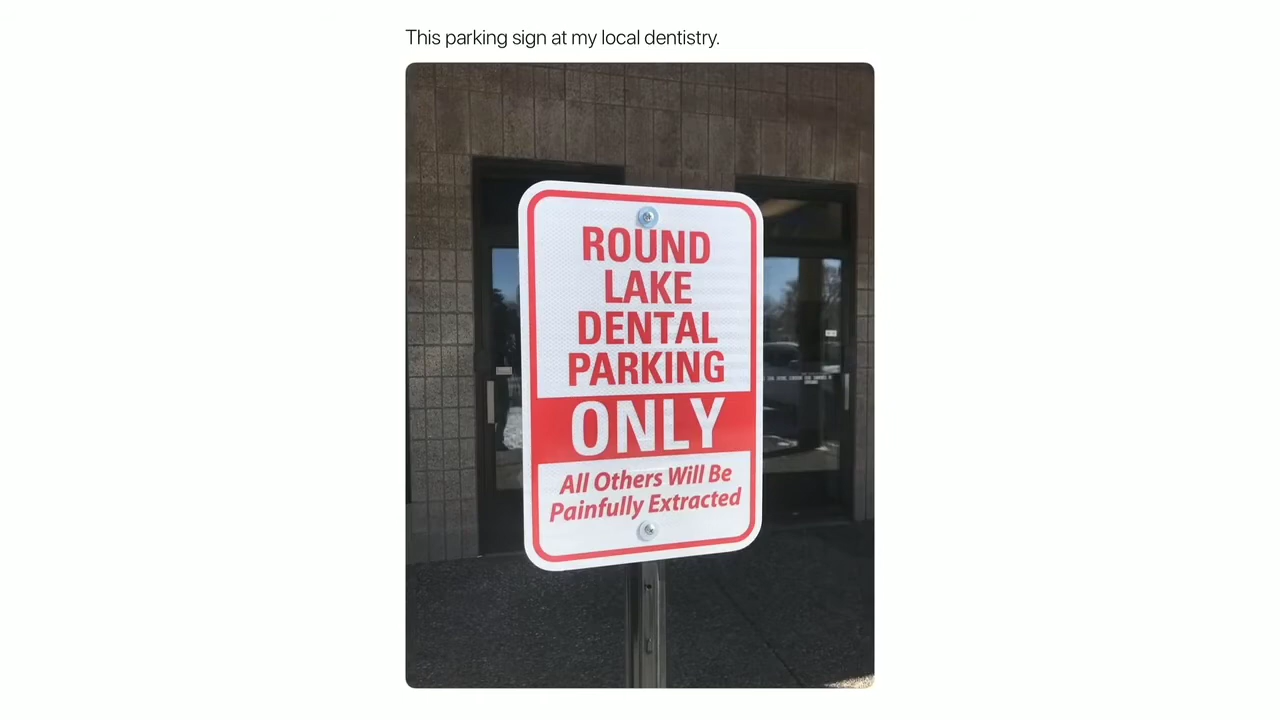 This parking sign at my local dentistry.
ROUND
LAKE
DENTAL
PARKING
ONLY
All Others Will Be
Painfully Extracted